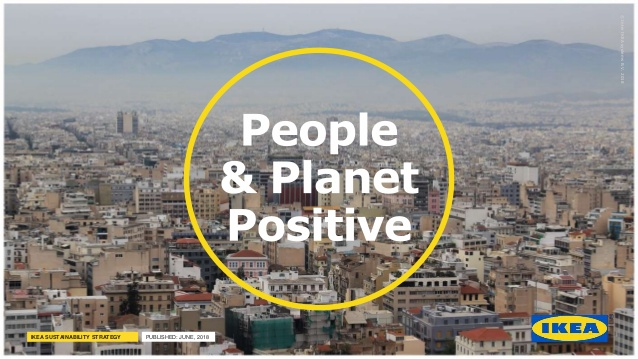 People
& Planet
Positive
IKEA SUSTAINABILITY STRATEGY
PUBLISHED: JUNE, 2018
IKEA